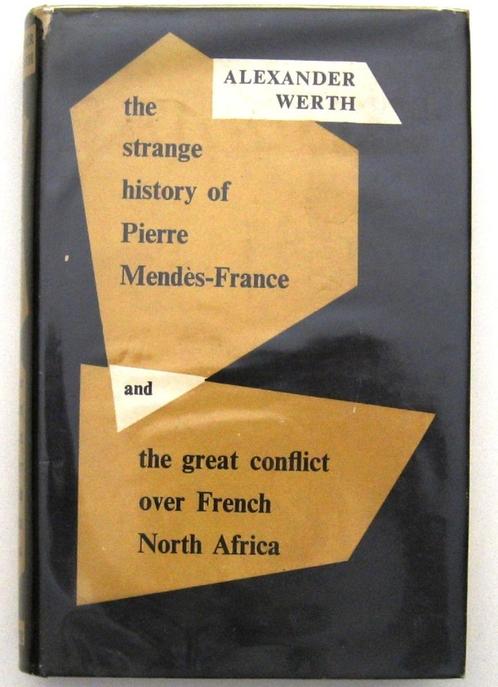 ALEXANDER
WERTH
the
strange
history of
Pierre
Mendès-France
and
the great conflict
over French
North Africa